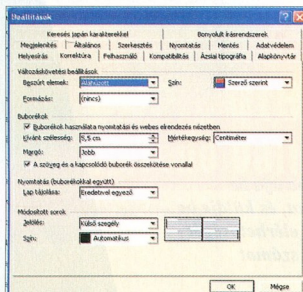 Beállítások
Keresés japán karakterekkel Bonyolult írásrendszerek
Megjelenítés Általános Szerkesztés Nyomtatás Mentés Adatvédelem
Helyesírás Korrektúra Felhasználó Kompatibilitás Ázsiai tipográfia Alapkönyvtár
Változáskövetési beállítások
Beszúrt elemek: Aláhúzott Szín: Szerző szerint
Formázás: (nincs)
Buborékok
Buborékok használata nyomtatási és webes elrendezés nézetben
Kívánt szélesség: 5,5 cm Mértékegység: Centiméter
Margó: Jobb
A szöveg és a kapcsolódó buborék összekötése vonallal
Nyomtatás (buborékokkal együtt)
Lap tájolása: Eredetivel egyező
Módosított sorok
Jelölés: Külső szegély
Szín: Automatikus
OK Mégse